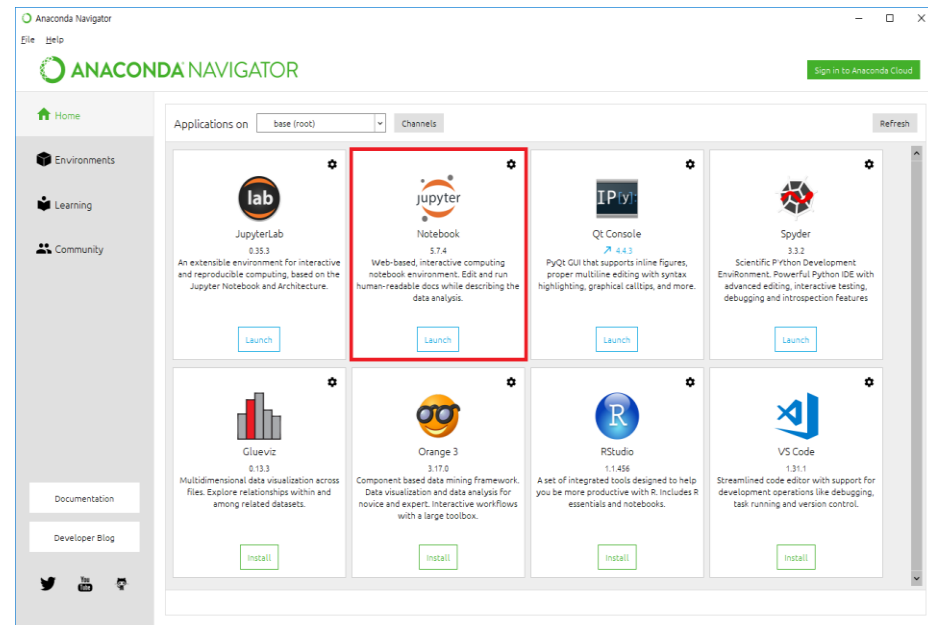 Anaconda Navigator
File Help
ANACONDA NAVIGATOR
Sign in to Anaconda Cloud
Home
Environments
Learning
Community
Documentation
Developer Blog
You
Tube
Applications on base (root) Channels Refresh
lab
JupyterLab
0.35.3
An extensible environment for interactive
and reproducible computing, based on the
Jupyter Notebook and Architecture.
Launch
jupyter
Notebook
5.7.4
Web-based, interactive computing
notebook environment. Edit and run
human-readable docs while describing the
data analysis.
Launch
IP[y]:
Qt Console
4.4.3
PyQt GUI that supports inline figures,
proper multiline editing with syntax
highlighting, graphical calltips, and more.
Launch
Spyder
3.3.2
Scientific PYthon Development
EnviRonment. Powerful Python IDE with
advanced editing, interactive testing,
debugging and introspection features
Launch
Glueviz
0.13.3
Multidimensional data visualization across
files. Explore relationships within and
among related datasets.
Install
Orange 3
3.17.0
Component based data mining framework.
Data visualization and data analysis for
novice and expert. Interactive workflows
with a large toolbox.
Install
R
RStudio
1.1.456
A set of integrated tools designed to help
you be more productive with R. Includes R
essentials and notebooks.
Install
VS Code
1.31.1
Streamlined code editor with support for
development operations like debugging,
task running and version control.
Install